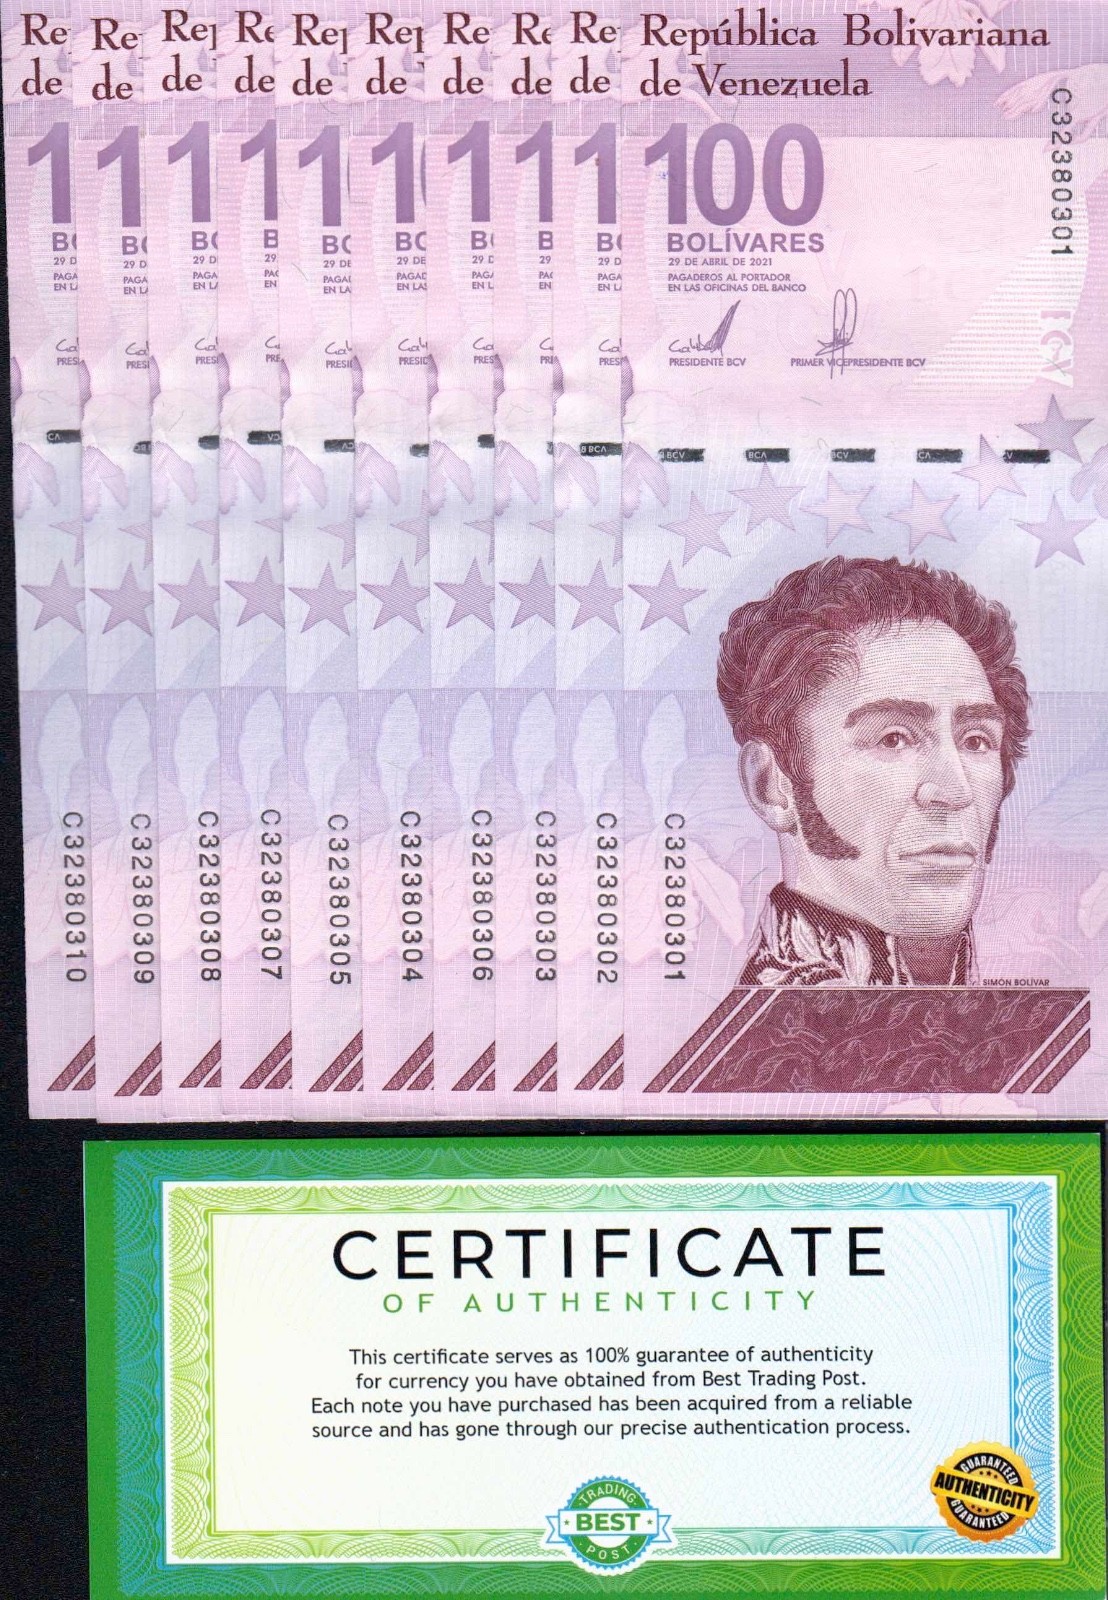 República Bolivariana
de Venezuela
C32380301
100
BOLÍVARES
29 DE ABRIL DE 2021
PAGADEROS AL PORTADOR
EN LAS OFICINAS DEL BANCO
PRESIDENTE BCV
PRIMER VICEPRESIDENTE BCV
BCV
C32380310
C32380309
C32380308
C32380307
C32380305
C32380304
C32380306
C32380303
C32380302
C32380301
SIMÓN BOLÍVAR
CERTIFICATE
OF AUTHENTICITY
This certificate serves as 100% guarantee of authenticity
for currency you have obtained from Best Trading Post.
Each note you have purchased has been acquired from a reliable
source and has gone through our precise authentication process.
TRADING
BEST
POST
GUARANTEED
AUTHENTICITY
GUARANTEED